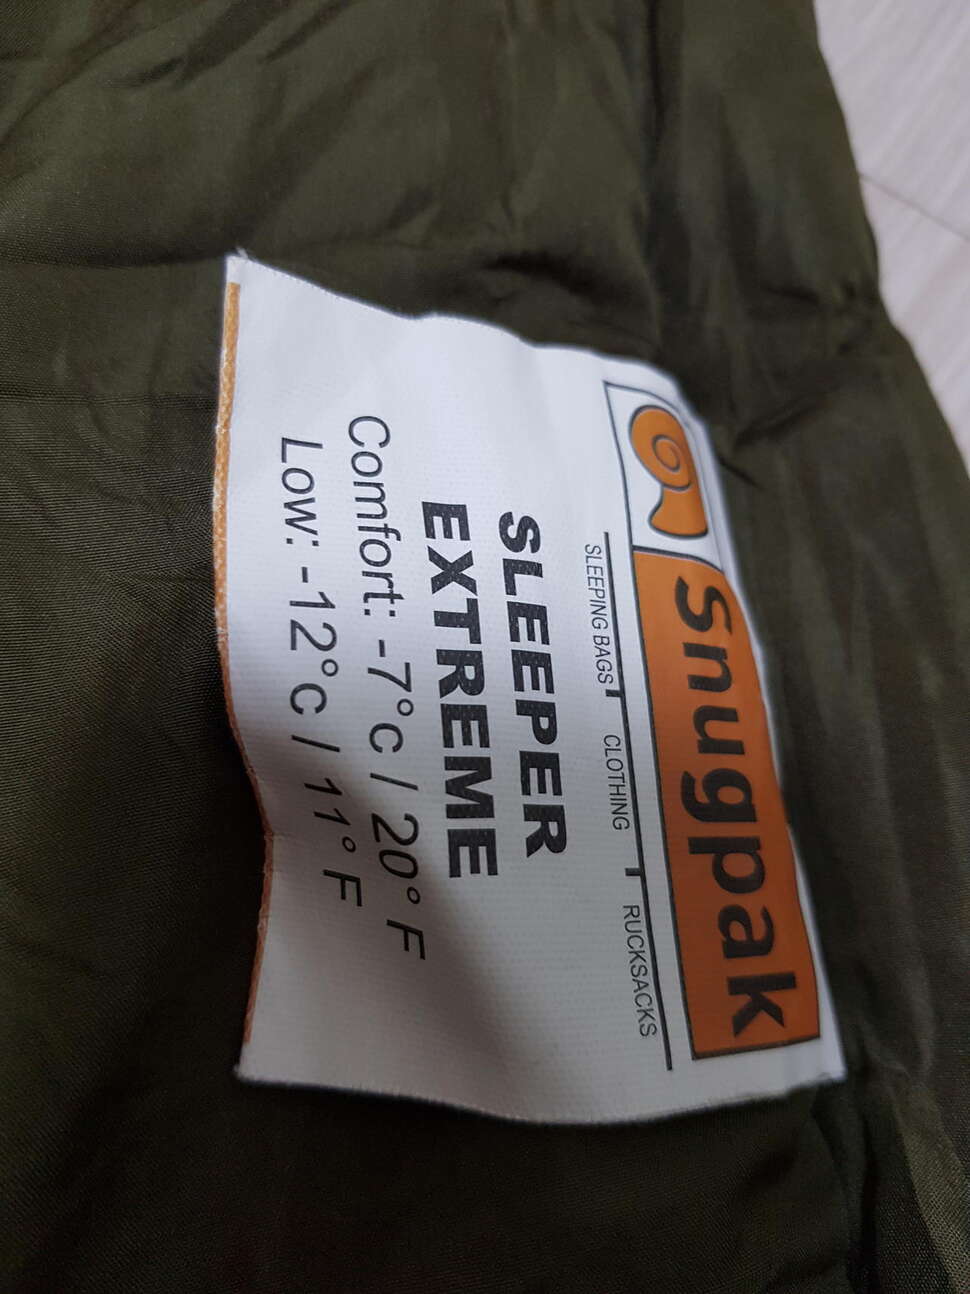 Snugpak
SLEEPING BAGS CLOTHING RUCKSACKS
SLEEPER
EXTREME
Comfort: -7°c / 20° F
Low: -12°c / 11° F